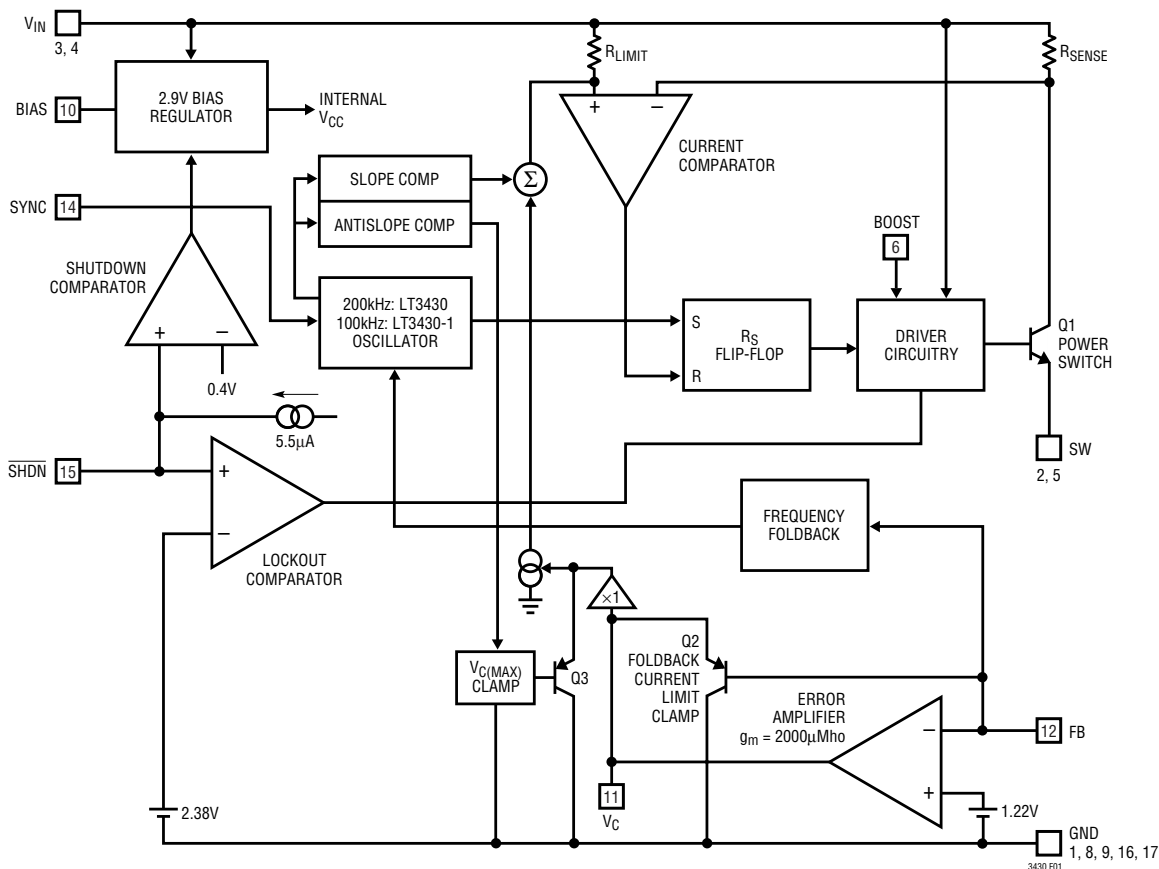 VIN
3, 4
RLIMIT
RSENSE
2.9V BIAS
REGULATOR
BIAS
10
INTERNAL
VCC
+
−
CURRENT
COMPARATOR
SLOPE COMP
Σ
ANTISLOPE COMP
SYNC
14
BOOST
6
SHUTDOWN
COMPARATOR
+
−
0.4V
200kHz: LT3430
100kHz: LT3430-1
OSCILLATOR
S
RS
FLIP-FLOP
R
DRIVER
CIRCUITRY
Q1
POWER
SWITCH
5.5µA
SHDN
15
+
−
LOCKOUT
COMPARATOR
SW
2, 5
FREQUENCY
FOLDBACK
×1
VC(MAX)
CLAMP
Q3
Q2
FOLDBACK
CURRENT
LIMIT
CLAMP
ERROR
AMPLIFIER
gm = 2000µMho
−
+
12
FB
11
VC
2.38V
1.22V
GND
1, 8, 9, 16, 17
3430 F01